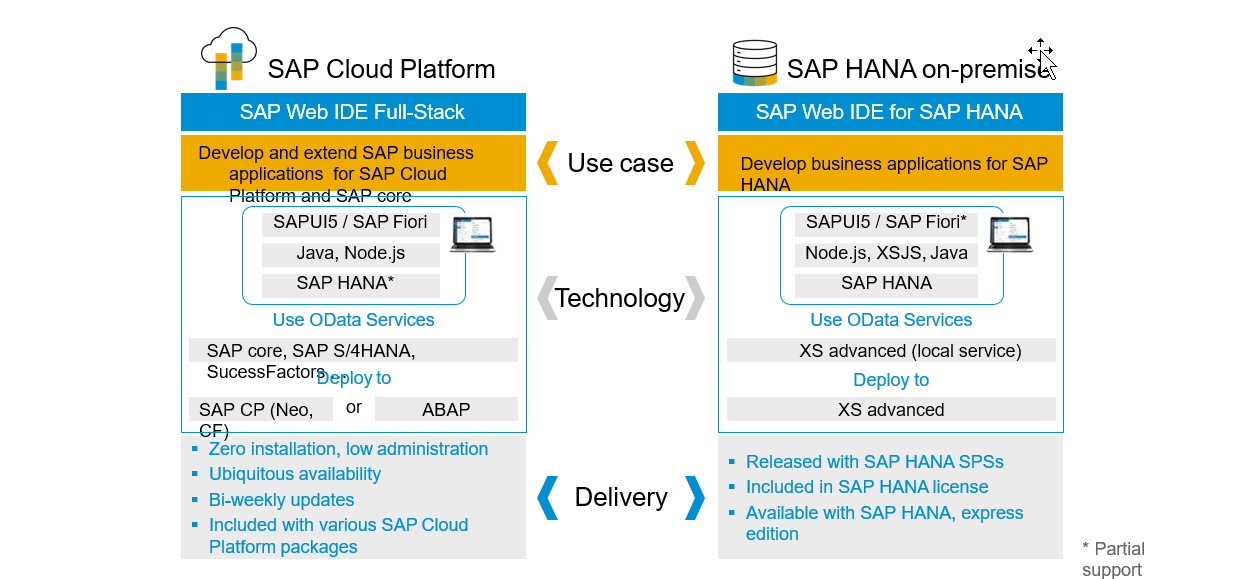 SAP Cloud Platform
SAP Web IDE Full-Stack
Develop and extend SAP business
applications for SAP Cloud
Platform and SAP core
SAPUI5 / SAP Fiori
Java, Node.js
SAP HANA*
Use OData Services
SAP core, SAP S/4HANA,
SucessFactors ...
Deploy to
SAP CP (Neo,
CF)
or
ABAP
▪ Zero installation, low administration
▪ Ubiquitous availability
▪ Bi-weekly updates
▪ Included with various SAP Cloud
Platform packages
Use case
Technology
Delivery
SAP HANA on-premise
SAP Web IDE for SAP HANA
Develop business applications for SAP
HANA
SAPUI5 / SAP Fiori*
Node.js, XSJS, Java
SAP HANA
Use OData Services
XS advanced (local service)
Deploy to
XS advanced
▪ Released with SAP HANA SPSs
▪ Included in SAP HANA license
▪ Available with SAP HANA, express
edition
* Partial
support